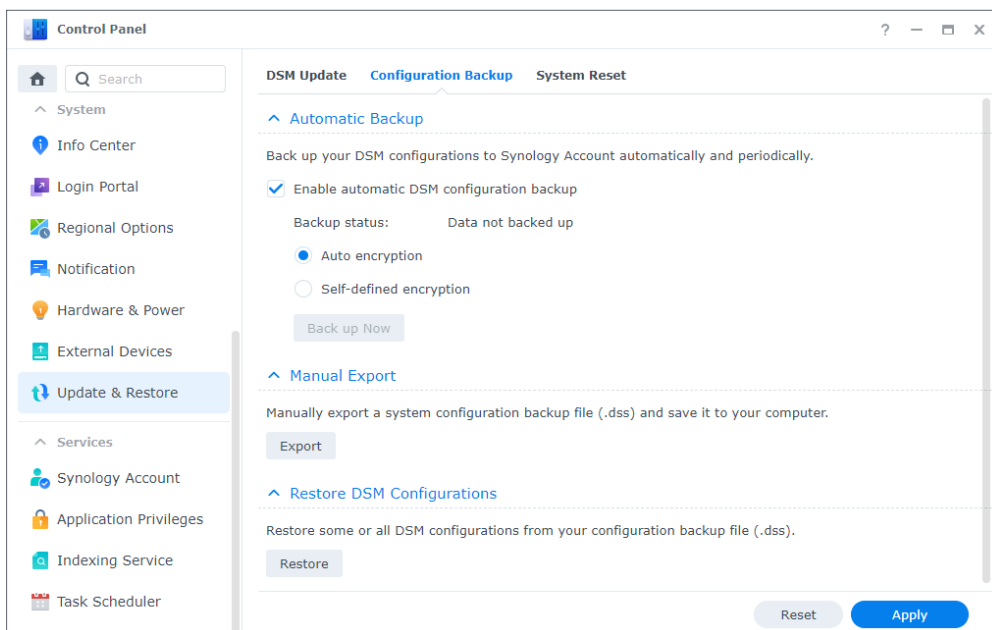 Control Panel
?
Search
System
Info Center
Login Portal
Regional Options
Notification
Hardware & Power
External Devices
Update & Restore
Services
Synology Account
Application Privileges
Indexing Service
Task Scheduler
DSM Update Configuration Backup System Reset
Automatic Backup
Back up your DSM configurations to Synology Account automatically and periodically.
Enable automatic DSM configuration backup
Backup status: Data not backed up
Auto encryption
Self-defined encryption
Back up Now
Manual Export
Manually export a system configuration backup file (.dss) and save it to your computer.
Export
Restore DSM Configurations
Restore some or all DSM configurations from your configuration backup file (.dss).
Restore
Reset Apply